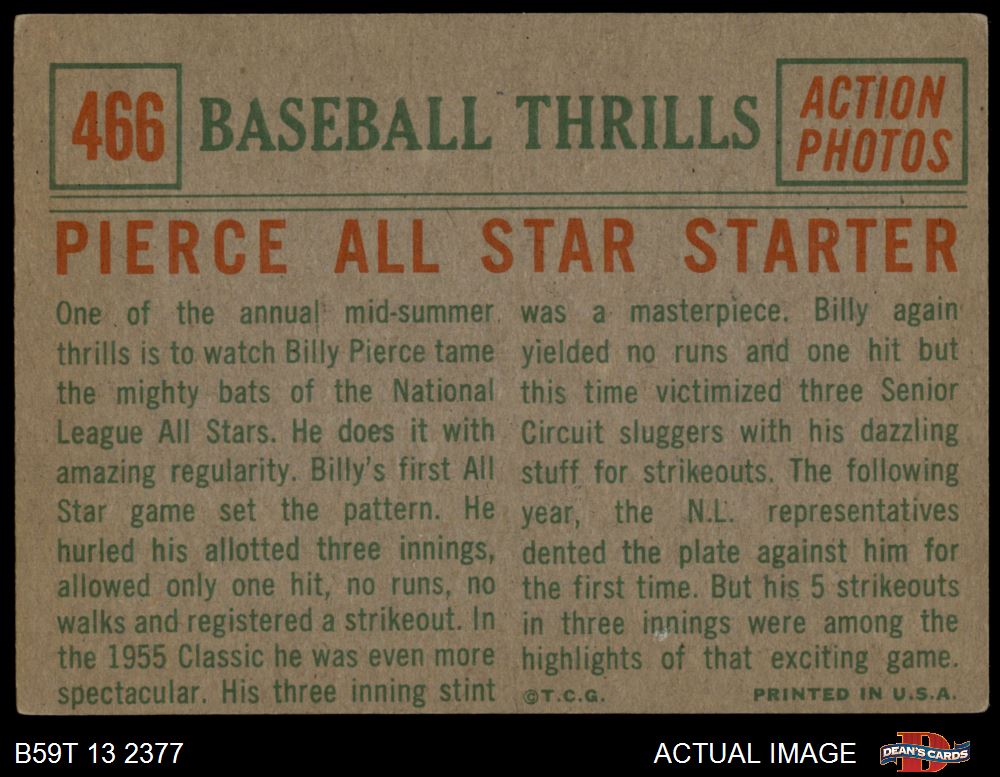 466
BASEBALL THRILLS
ACTION
PHOTOS
PIERCE ALL STAR STARTER
One of the annual mid-summer
thrills is to watch Billy Pierce tame
the mighty bats of the National
League All Stars. He does it with
amazing regularity. Billy's first All
Star game set the pattern. He
hurled his allotted three innings,
allowed only one hit, no runs, no
walks and registered a strikeout. In
the 1955 Classic he was even more
spectacular. His three inning stint
was a masterpiece. Billy again
yielded no runs and one hit but
this time victimized three Senior
Circuit sluggers with his dazzling
stuff for strikeouts. The following
year, the N.L. representatives
dented the plate against him for
the first time. But his 5 strikeouts
in three innings were among the
highlights of that exciting game.
©T.C.G. PRINTED IN U.S.A.
B59T 13 2377
ACTUAL IMAGE
D
DEAN'S CARDS